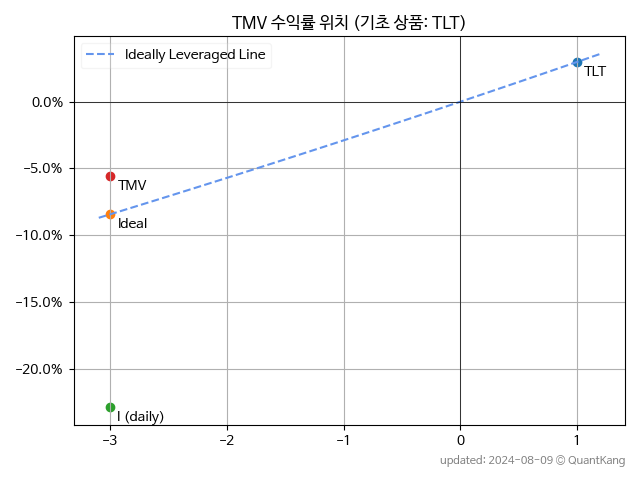 TMV 수익률 위치 (기초 상품: TLT)
Ideally Leveraged Line
TLT
0.0%
−5.0%
TMV
Ideal
−10.0%
−15.0%
−20.0%
I (daily)
−3
−2
−1
0
1
updated: 2024-08-09 © QuantKang